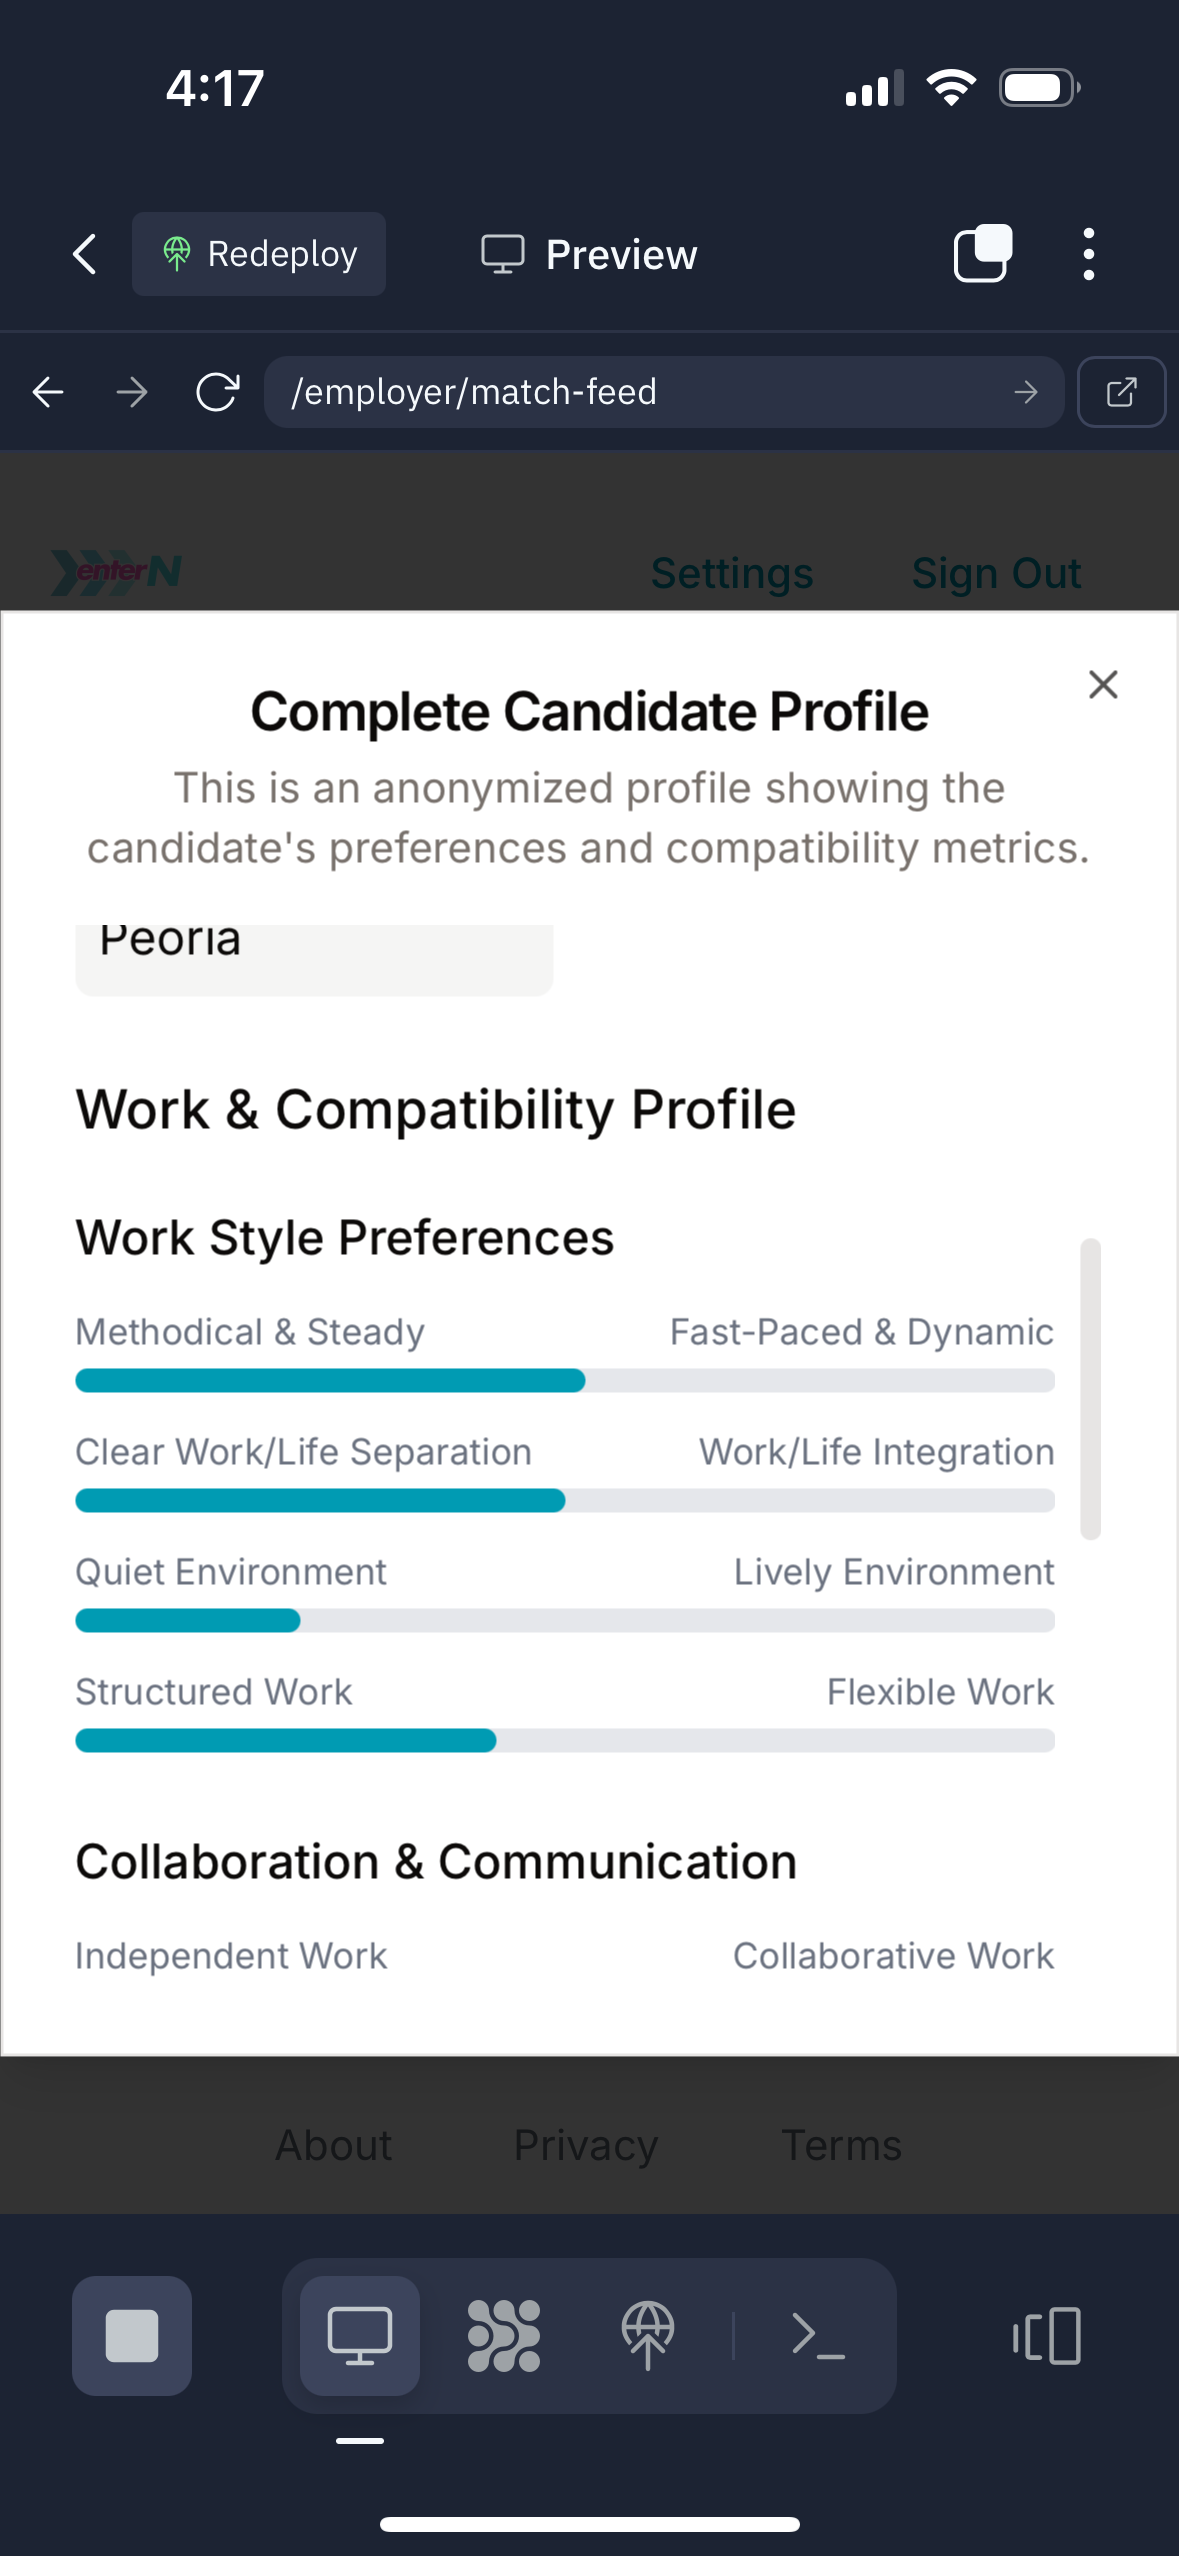 4:17
Redeploy
Preview
/employer/match-feed
enterN
Settings
Sign Out
Complete Candidate Profile
This is an anonymized profile showing the
candidate's preferences and compatibility metrics.
Peoria
Work & Compatibility Profile
Work Style Preferences
Methodical & Steady
Fast-Paced & Dynamic
Clear Work/Life Separation
Work/Life Integration
Quiet Environment
Lively Environment
Structured Work
Flexible Work
Collaboration & Communication
Independent Work
Collaborative Work
About
Privacy
Terms